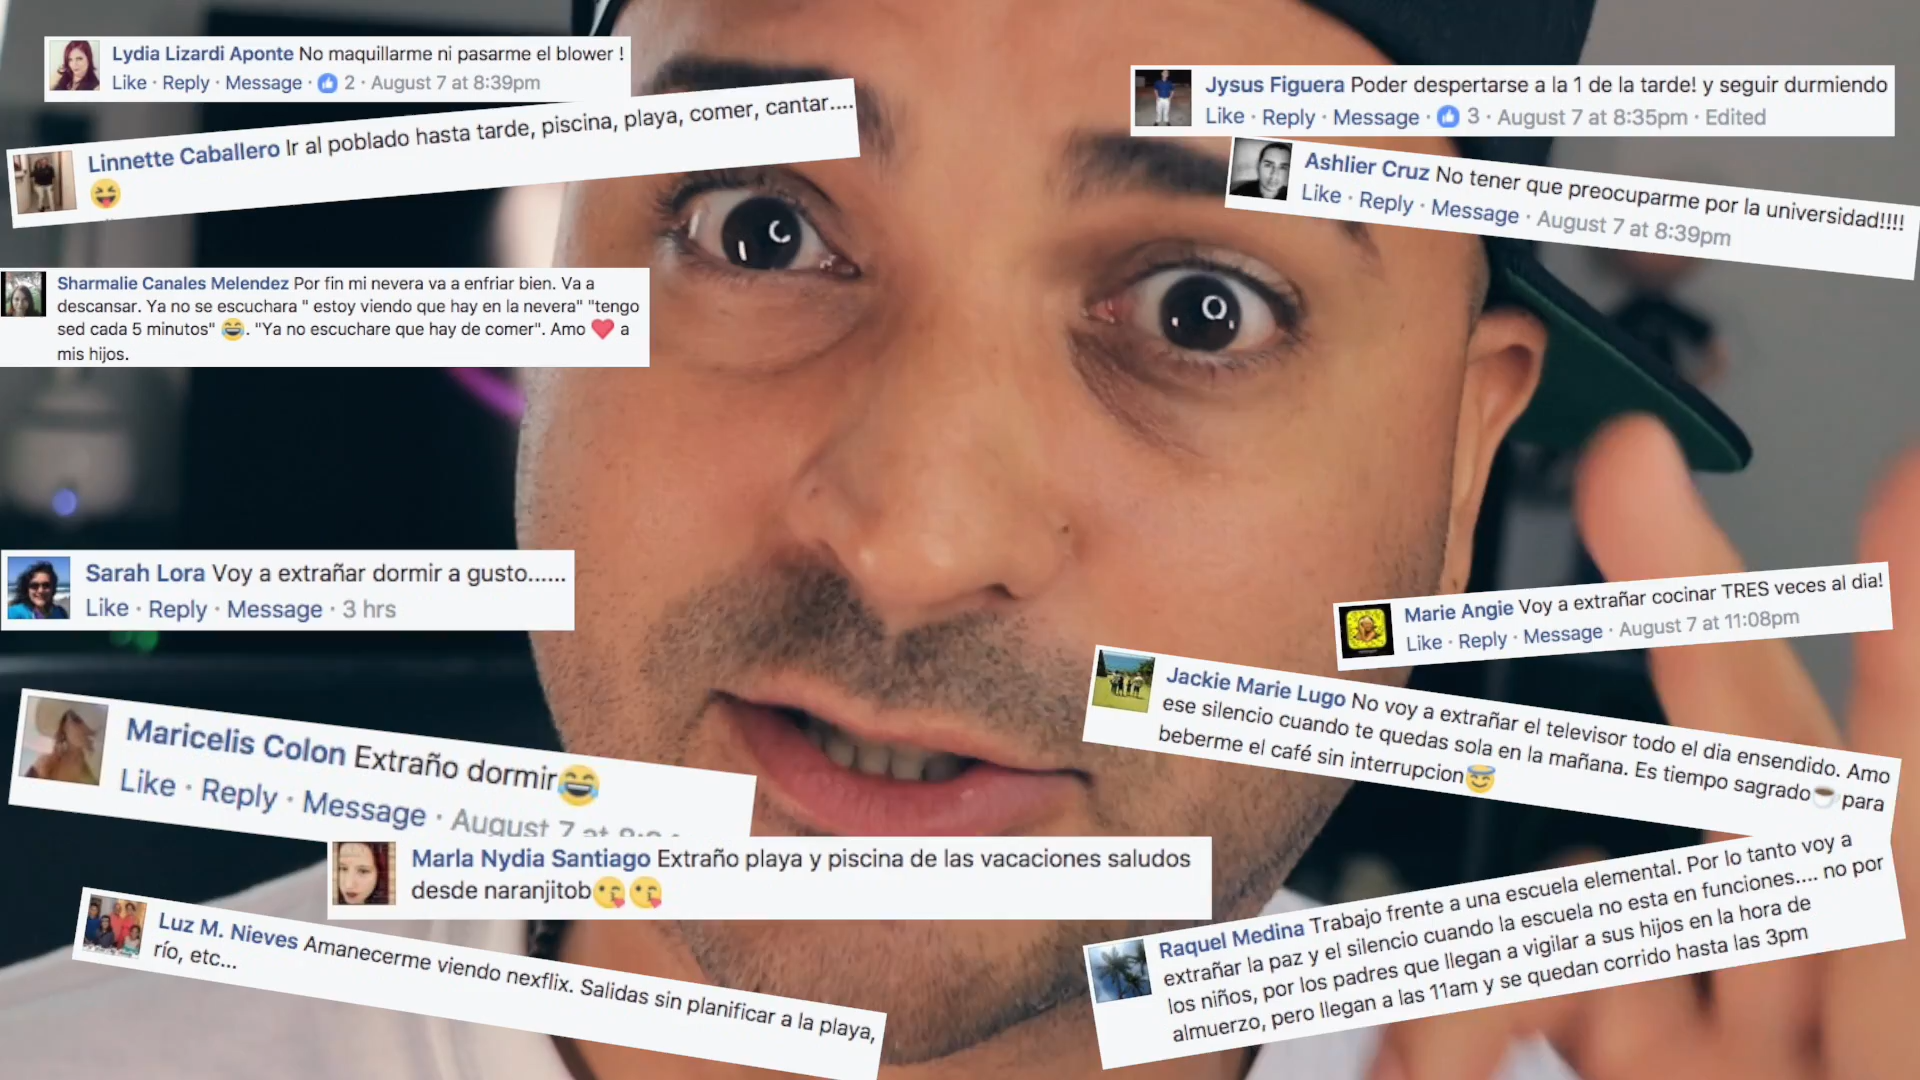 Lydia Lizardi Aponte No maquillarme ni pasarme el blower !
Like · Reply · Message · 2 · August 7 at 8:39pm
Linnette Caballero Ir al poblado hasta tarde, piscina, playa, comer, cantar....
😝
Jysus Figuera Poder despertarse a la 1 de la tarde! y seguir durmiendo
Like · Reply · Message · 3 · August 7 at 8:35pm · Edited
Ashlier Cruz No tener que preocuparme por la universidad!!!!
Like · Reply · Message · August 7 at 8:39pm
Sharmalie Canales Melendez Por fin mi nevera va a enfriar bien. Va a
descansar. Ya no se escuchara " estoy viendo que hay en la nevera" "tengo
sed cada 5 minutos" 😂. "Ya no escuchare que hay de comer". Amo ❤️ a
mis hijos.
Sarah Lora Voy a extrañar dormir a gusto......
Like · Reply · Message · 3 hrs
Marie Angie Voy a extrañar cocinar TRES veces al dia!
Like · Reply · Message · August 7 at 11:08pm
Jackie Marie Lugo No voy a extrañar el televisor todo el dia ensendido. Amo
ese silencio cuando te quedas sola en la mañana. Es tiempo sagrado☕ para
beberme el café sin interrupcion😇
Maricelis Colon Extraño dormir😂
Like · Reply · Message · August 7 at
Marla Nydia Santiago Extraño playa y piscina de las vacaciones saludos
desde naranjitob😘😘
Luz M. Nieves Amanecerme viendo nexflix. Salidas sin planificar a la playa,
río, etc...
Raquel Medina Trabajo frente a una escuela elemental. Por lo tanto voy a
extrañar la paz y el silencio cuando la escuela no esta en funciones.... no por
los niños, por los padres que llegan a vigilar a sus hijos en la hora de
almuerzo, pero llegan a las 11am y se quedan corrido hasta las 3pm